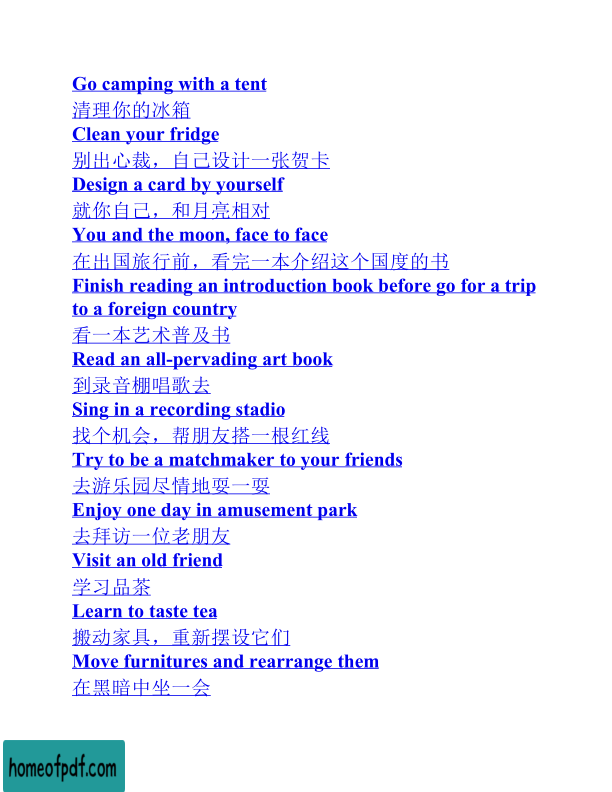 Go camping with a tent
清理你的冰箱
Clean your fridge
别出心裁，自己设计一张贺卡
Design a card by yourself
就你自己，和月亮相对
You and the moon, face to face
在出国旅行前，看完一本介绍这个国度的书
Finish reading an introduction book before go for a trip
to a foreign country
看一本艺术普及书
Read an all-pervading art book
到录音棚唱歌去
Sing in a recording stadio
找个机会，帮朋友搭一根红线
Try to be a matchmaker to your friends
去游乐园尽情地耍一耍
Enjoy one day in amusement park
去拜访一位老朋友
Visit an old friend
学习品茶
Learn to taste tea
搬动家具，重新摆设它们
Move furnitures and rearrange them
在黑暗中坐一会
homeofpdf.com